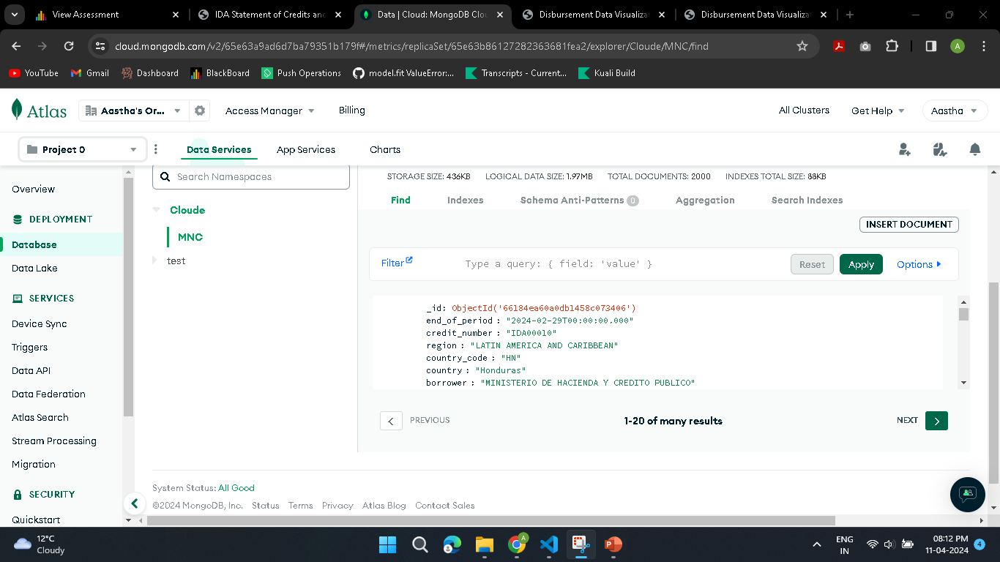 View Assessment
IDA Statement of Credits and
Data | Cloud: MongoDB Clou
Disbursement Data Visualizat
Disbursement Data Visualizat
cloud.mongodb.com/v2/65e63a9ad6d7ba79351b179f#/metrics/replicaSet/65e63b86127282363681fea2/explorer/Cloude/MNC/find
A
YouTube
Gmail
Dashboard
BlackBoard
Push Operations
model.fit ValueError:...
Transcripts - Current...
Kuali Build
Atlas
Aastha's Or...
Access Manager
Billing
All Clusters
Get Help
Aastha
Project 0
Data Services
App Services
Charts
Overview
DEPLOYMENT
Database
Data Lake
SERVICES
Device Sync
Triggers
Data API
Data Federation
Atlas Search
Stream Processing
Migration
SECURITY
Quickstart
Search Namespaces
Cloude
MNC
test
STORAGE SIZE: 436KB LOGICAL DATA SIZE: 1.97MB TOTAL DOCUMENTS: 2000 INDEXES TOTAL SIZE: 88KB
Find
Indexes
Schema Anti-Patterns 0
Aggregation
Search Indexes
INSERT DOCUMENT
Filter
Type a query: { field: 'value' }
Reset
Apply
Options
_id: ObjectId('66184ea60a0db1458c073406')
end_of_period : "2024-02-29T00:00:00.000"
credit_number : "IDA00010"
region : "LATIN AMERICA AND CARIBBEAN"
country_code : "HN"
country : "Honduras"
borrower : "MINISTERIO DE HACIENDA Y CREDITO PUBLICO"
PREVIOUS
1-20 of many results
NEXT
System Status: All Good
©2024 MongoDB, Inc. Status Terms Privacy Atlas Blog Contact Sales
12°C
Cloudy
A
P
ENG
IN
08:12 PM
11-04-2024
4